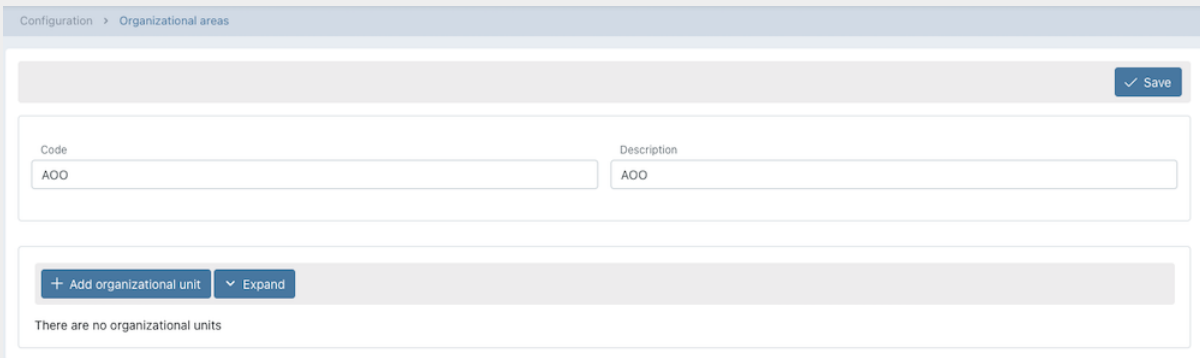 Configuration > Organizational areas
Save
Code Description
AOO AOO
Add organizational unit Expand
There are no organizational units